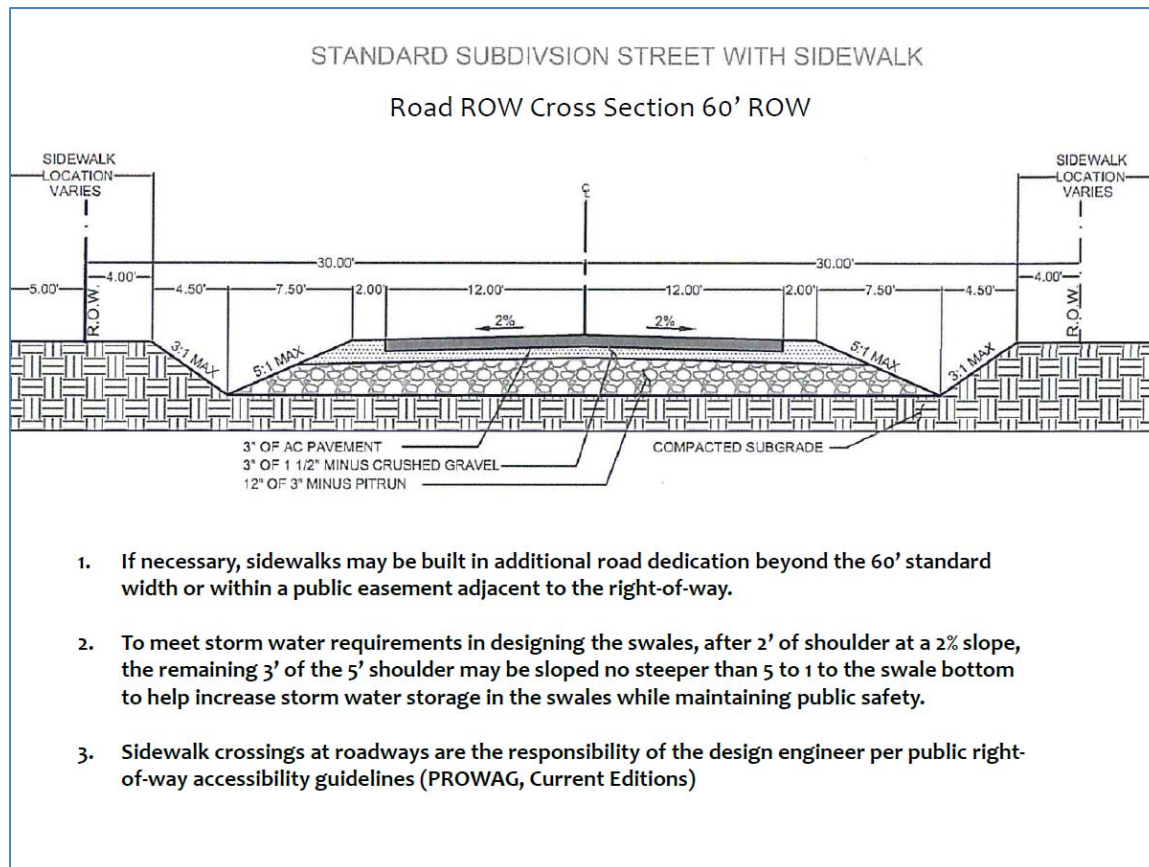 STANDARD SUBDIVSION STREET WITH SIDEWALK
Road ROW Cross Section 60’ ROW
SIDEWALK
LOCATION
VARIES
SIDEWALK
LOCATION
VARIES
℄
30.00'
30.00'
5.00'
4.00'
4.50'
7.50'
2.00'
12.00'
12.00'
2.00'
7.50'
4.50'
4.00'
R.O.W.
R.O.W.
2%
2%
3:1 MAX
5:1 MAX
5:1 MAX
3:1 MAX
3" OF AC PAVEMENT
3" OF 1 1/2" MINUS CRUSHED GRAVEL
12" OF 3" MINUS PITRUN
COMPACTED SUBGRADE
1. If necessary, sidewalks may be built in additional road dedication beyond the 60’ standard
width or within a public easement adjacent to the right-of-way.
2. To meet storm water requirements in designing the swales, after 2’ of shoulder at a 2% slope,
the remaining 3’ of the 5’ shoulder may be sloped no steeper than 5 to 1 to the swale bottom
to help increase storm water storage in the swales while maintaining public safety.
3. Sidewalk crossings at roadways are the responsibility of the design engineer per public right-
of-way accessibility guidelines (PROWAG, Current Editions)